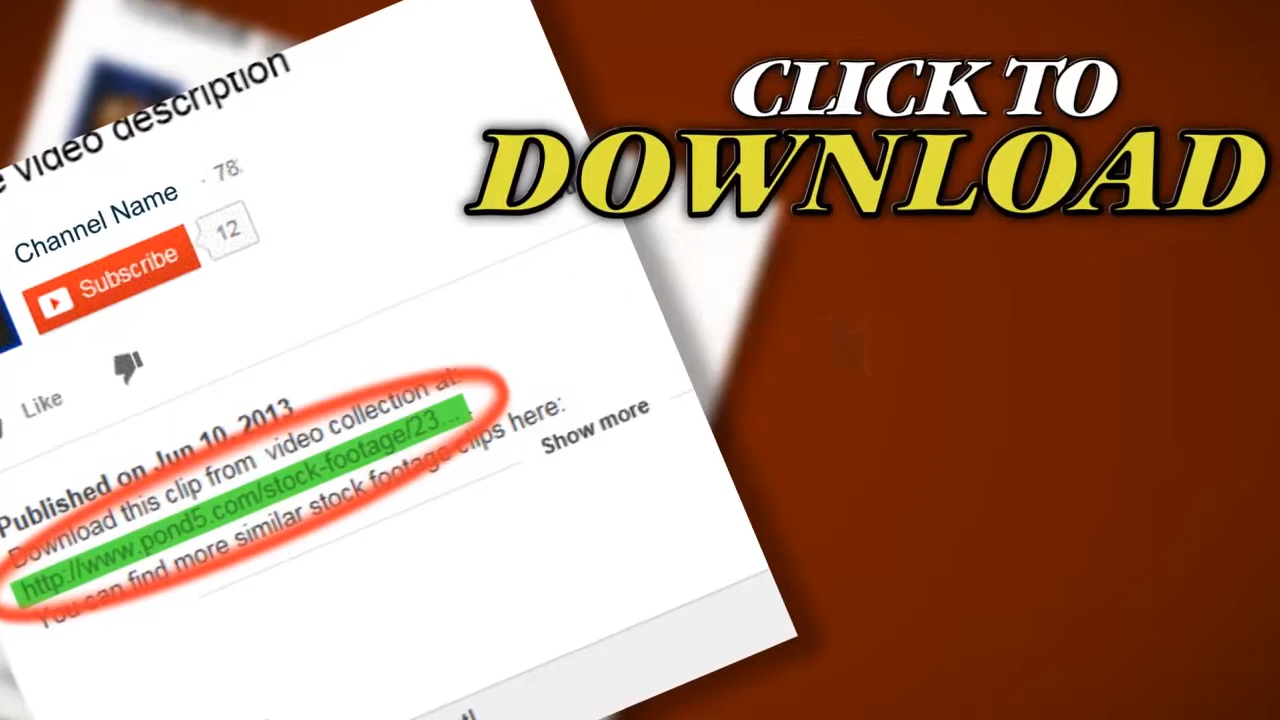 CLICK TO
DOWNLOAD
video description
Channel Name
Subscribe
12
Like
Published on Jun 10, 2013
Download this clip from video collection at:
http://www.pond5.com/stock-footage/23...
You can find more similar stock footage clips here:
Show more